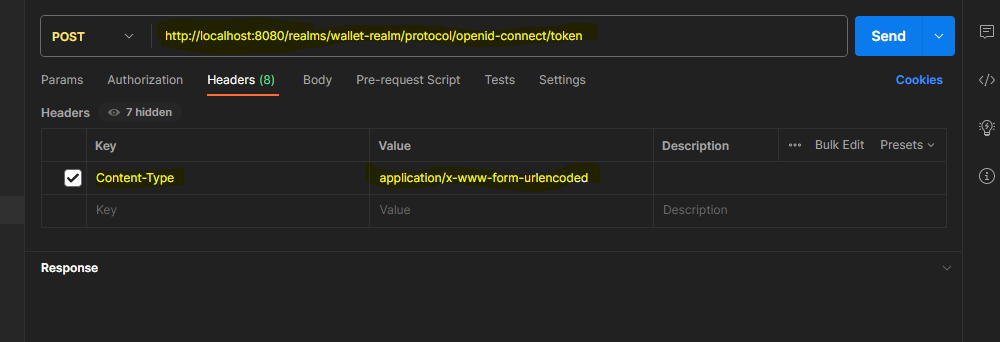 POST http://localhost:8080/realms/wallet-realm/protocol/openid-connect/token Send
Params Authorization Headers (8) Body Pre-request Script Tests Settings Cookies
Headers 7 hidden
Key Value Description ••• Bulk Edit Presets
Content-Type application/x-www-form-urlencoded
Key Value Description
Response